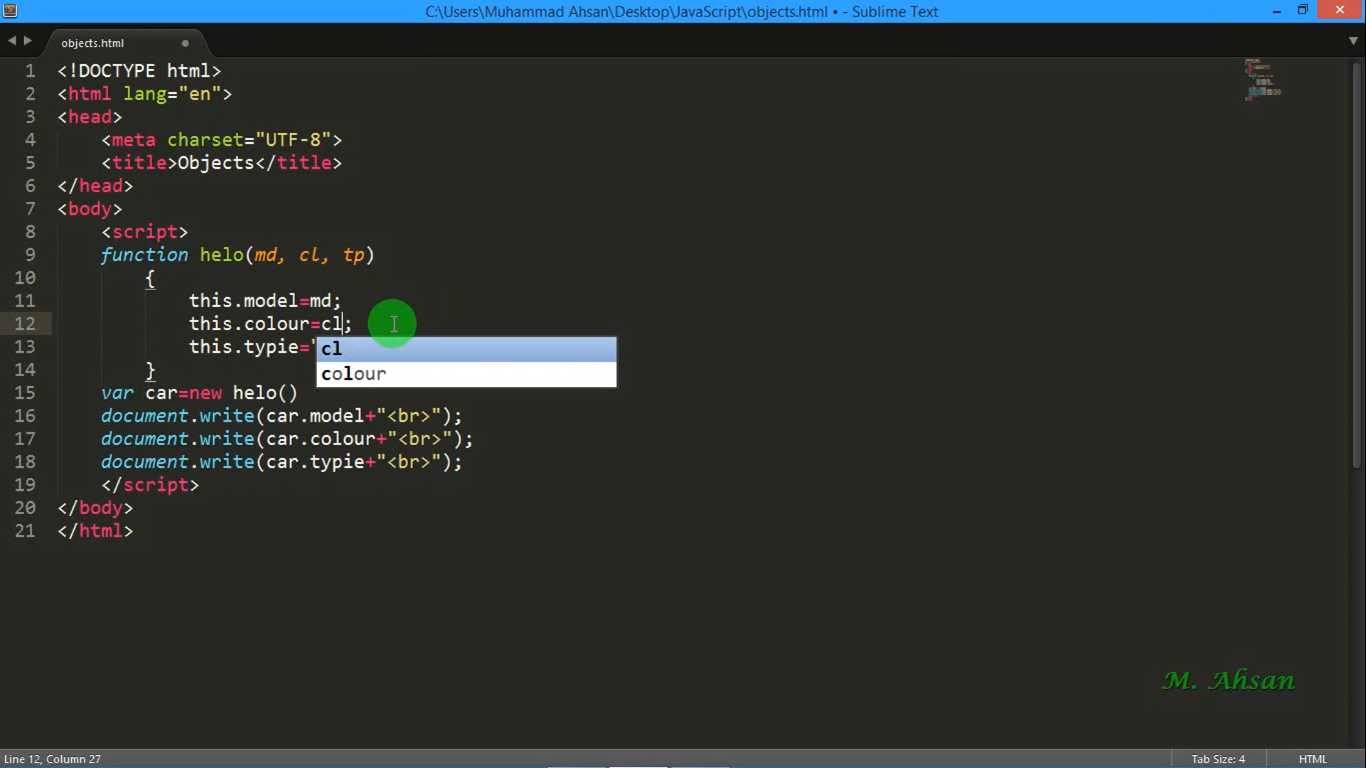 C:\Users\Muhammad Ahsan\Desktop\JavaScript\objects.html • - Sublime Text
objects.html
1 <!DOCTYPE html>
2 <html lang="en">
3 <head>
4 <meta charset="UTF-8">
5 <title>Objects</title>
6 </head>
7 <body>
8 <script>
9 function helo(md, cl, tp)
10 {
11 this.model=md;
12 this.colour=cl;
13 this.typie="
cl
colour
14 }
15 var car=new helo()
16 document.write(car.model+"<br>");
17 document.write(car.colour+"<br>");
18 document.write(car.typie+"<br>");
19 </script>
20 </body>
21 </html>
M. Ahsan
Line 12, Column 27
Tab Size: 4
HTML